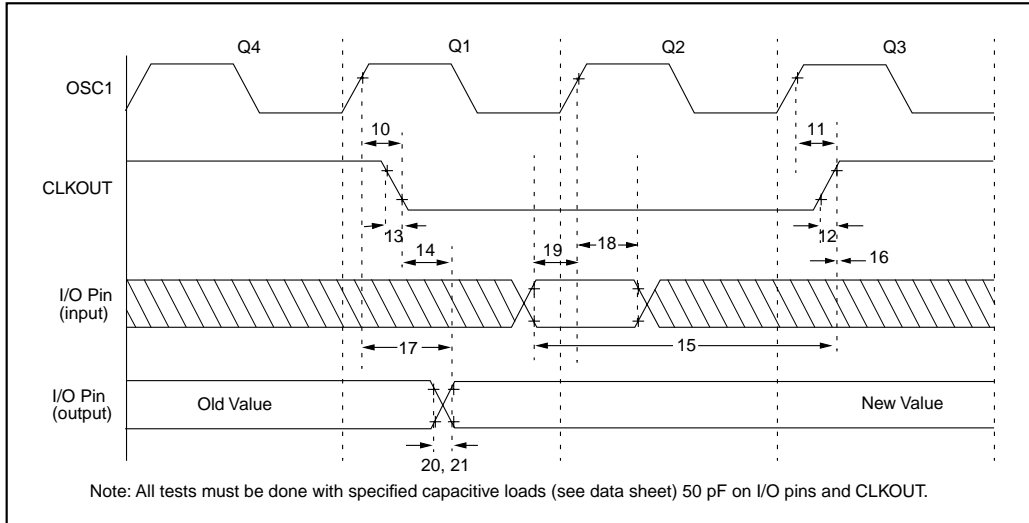 Q4 Q1 Q2 Q3
OSC1
10 11
CLKOUT
13 12
14 19 18 16
I/O Pin
(input)
17 15
I/O Pin
(output)
Old Value New Value
20, 21
Note: All tests must be done with specified capacitive loads (see data sheet) 50 pF on I/O pins and CLKOUT.